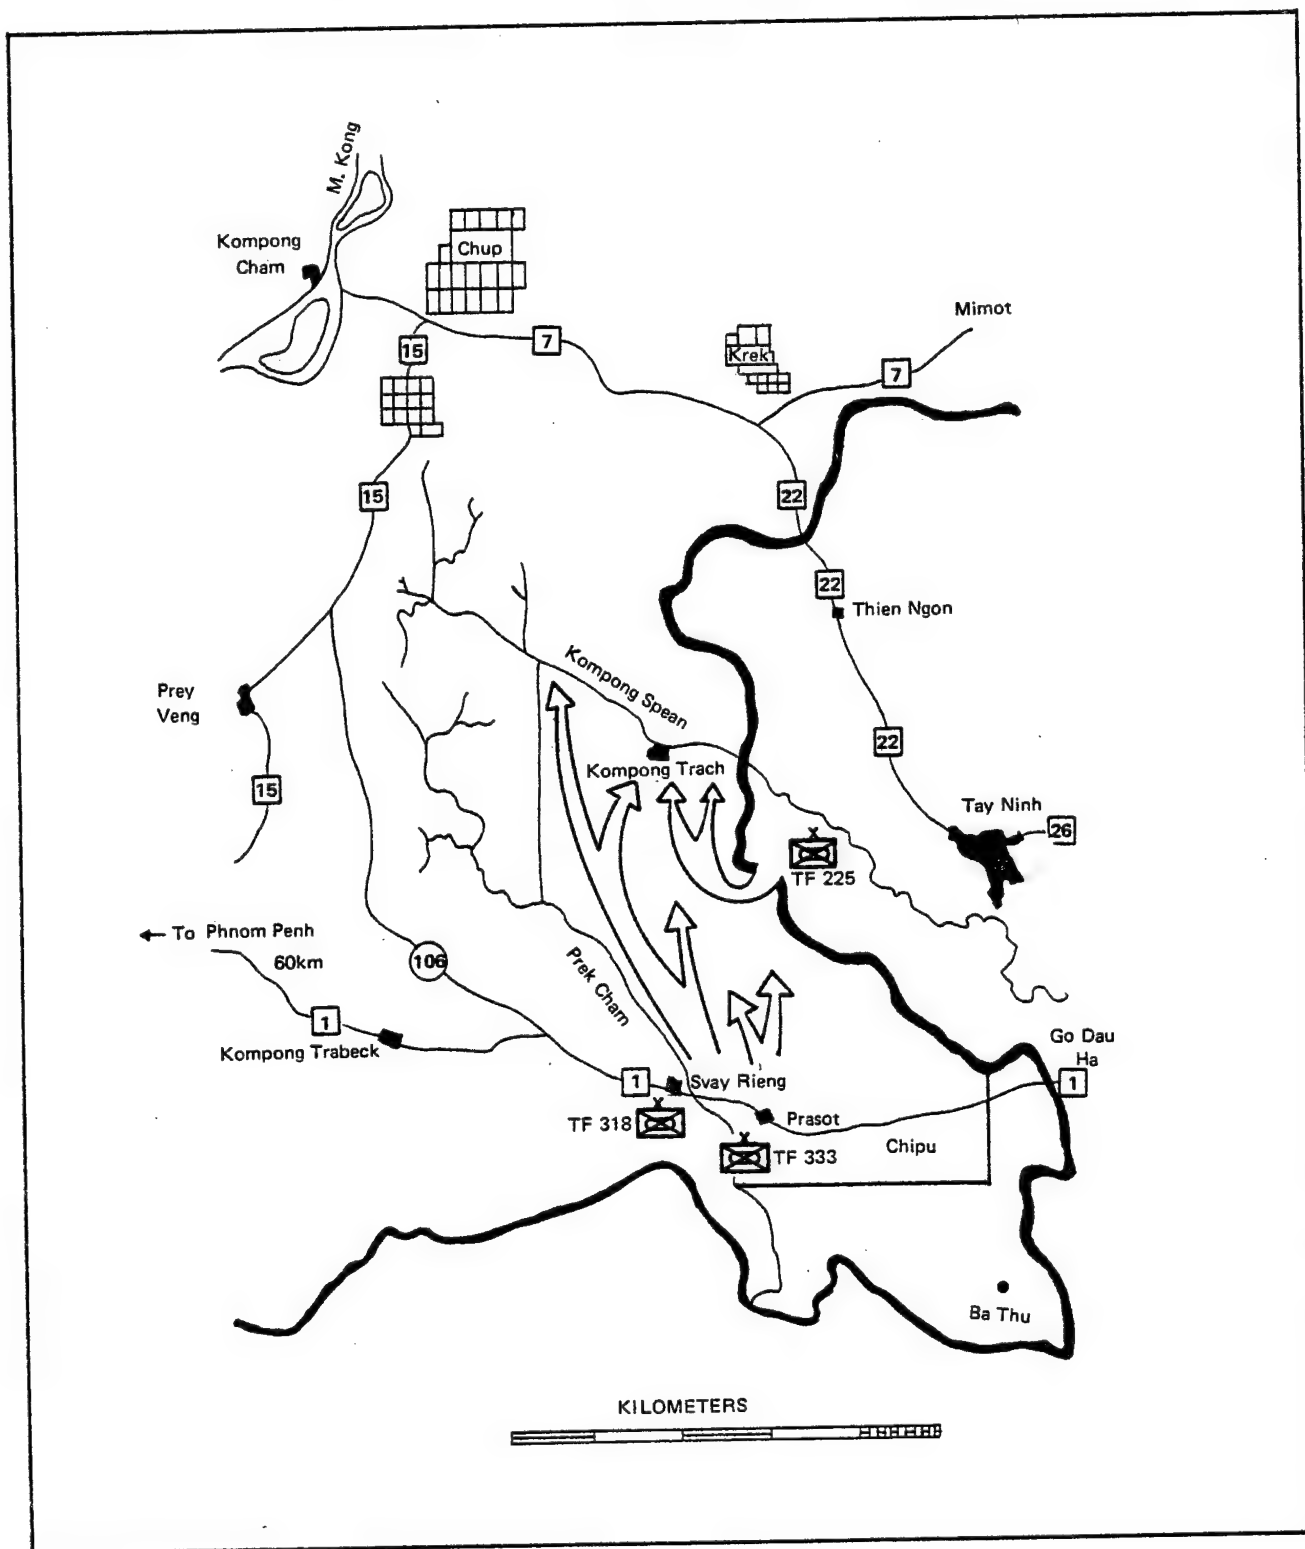 M. Kong
Kompong
Cham
Chup
Mimot
15
7
Krek
7
15
22
22
Thien Ngon
Kompong Spean
Prey
Veng
22
15
Kompong Trach
Tay Ninh
26
TF 225
← To Phnom Penh
60km
106
Prek Cham
1
Kompong Trabeck
Go Dau
Ha
1
Svay Rieng
1
Prasot
TF 318
Chipu
TF 333
Ba Thu
KILOMETERS